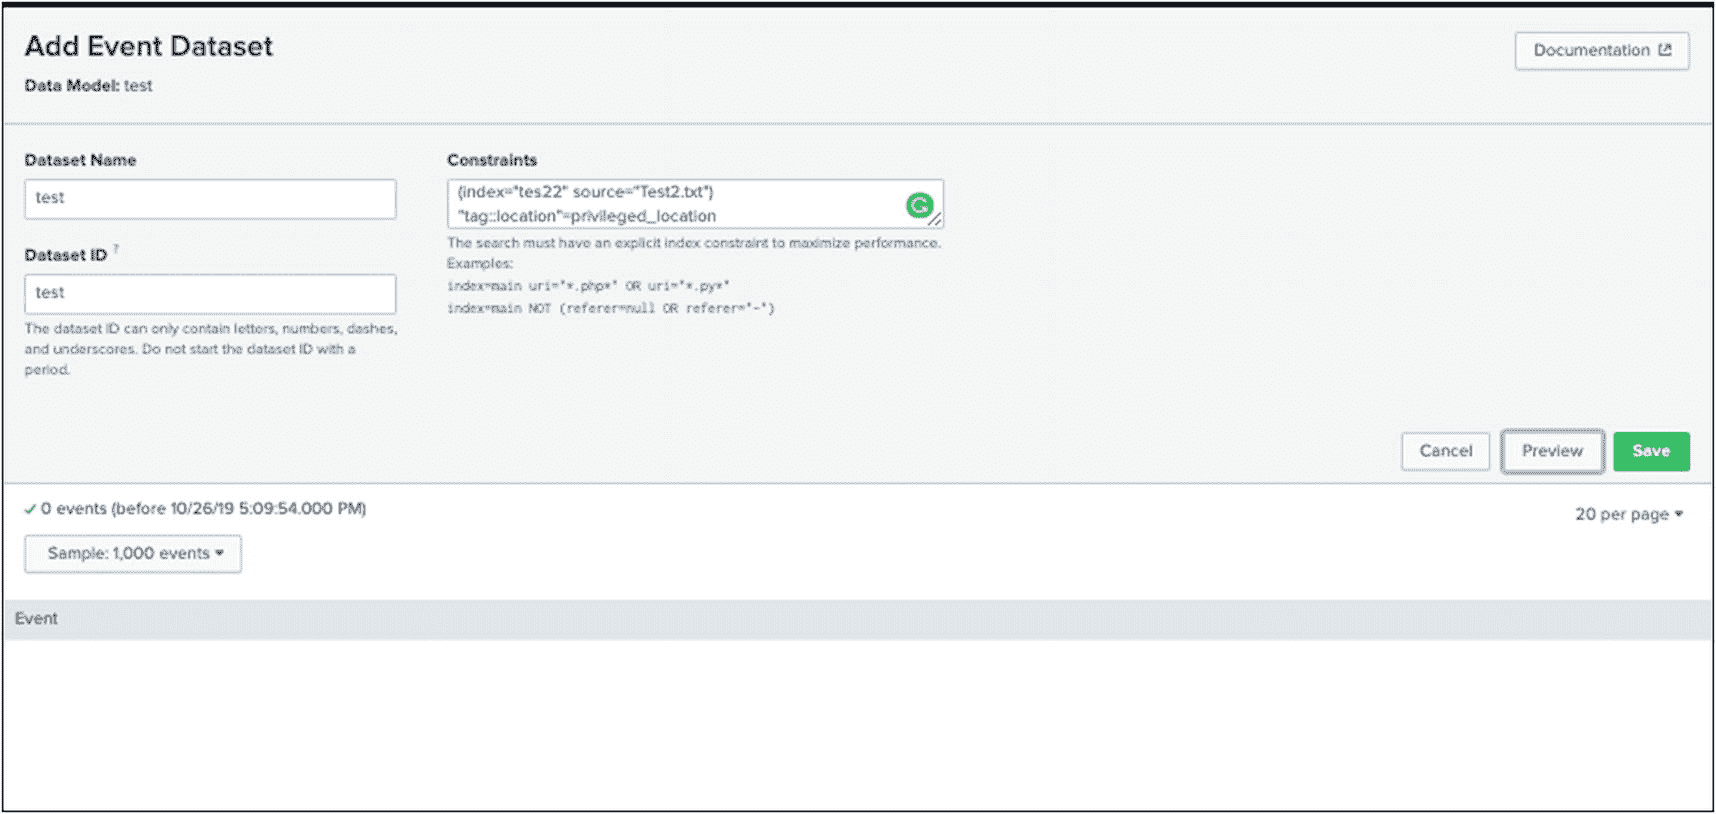 Add Event Dataset
Documentation
Data Model: test
Dataset Name
test
Dataset ID ?
test
The dataset ID can only contain letters, numbers, dashes,
and underscores. Do not start the dataset ID with a
period.
Constraints
(index="tes22" source="Test2.txt")
"tag::location"=privileged_location
The search must have an explicit index constraint to maximize performance.
Examples:
index=main uri="*.php*" OR uri="*.py*"
index=main NOT (referer=null OR referer="-")
Cancel
Preview
Save
0 events (before 10/26/19 5:09:54.000 PM)
20 per page
Sample: 1,000 events
Event